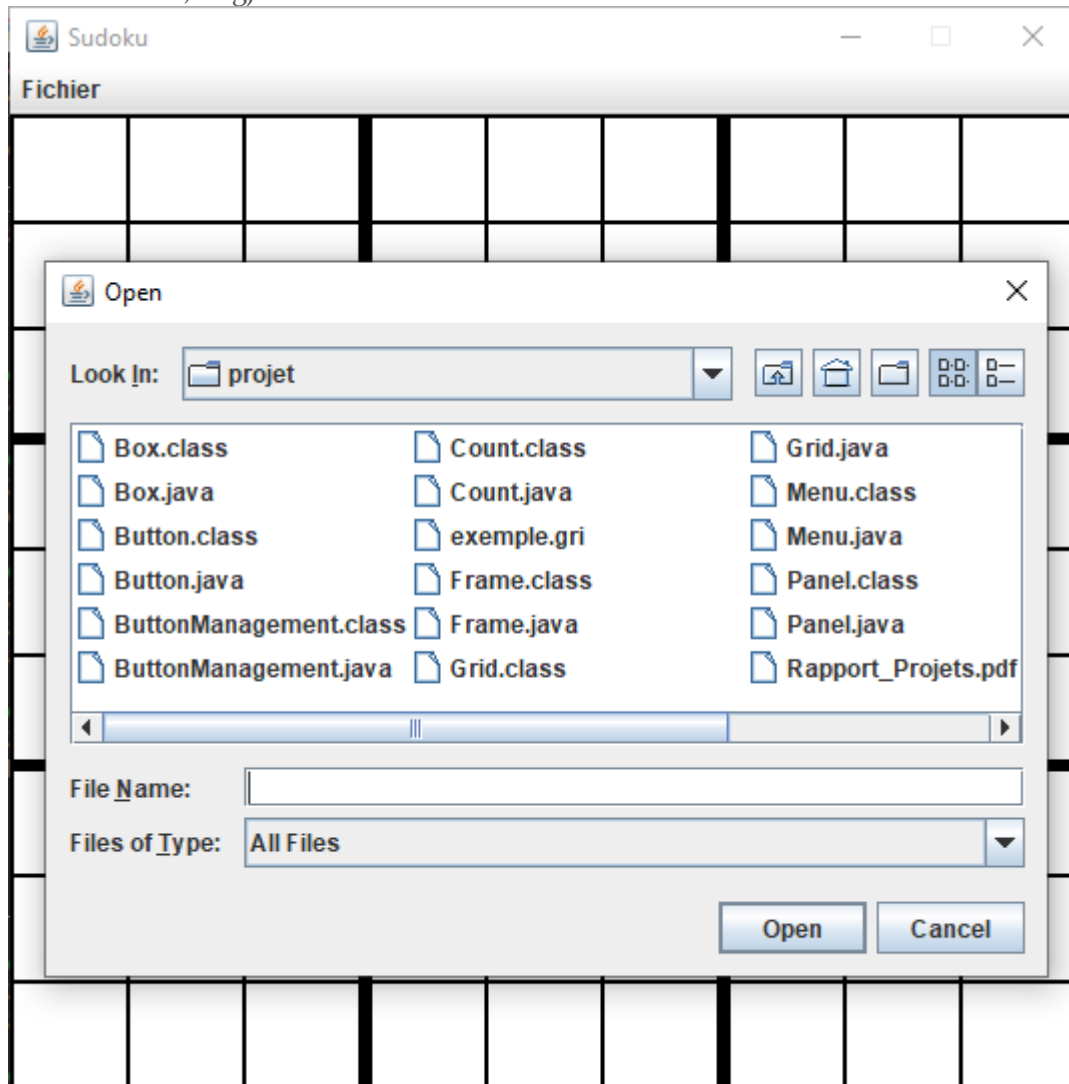 Sudoku
Fichier
Open
Look In: projet
Box.class Count.class Grid.java
Box.java Count.java Menu.class
Button.class exemple.gri Menu.java
Button.java Frame.class Panel.class
ButtonManagement.class Frame.java Panel.java
ButtonManagement.java Grid.class Rapport_Projets.pdf
File Name:
Files of Type: All Files
Open Cancel